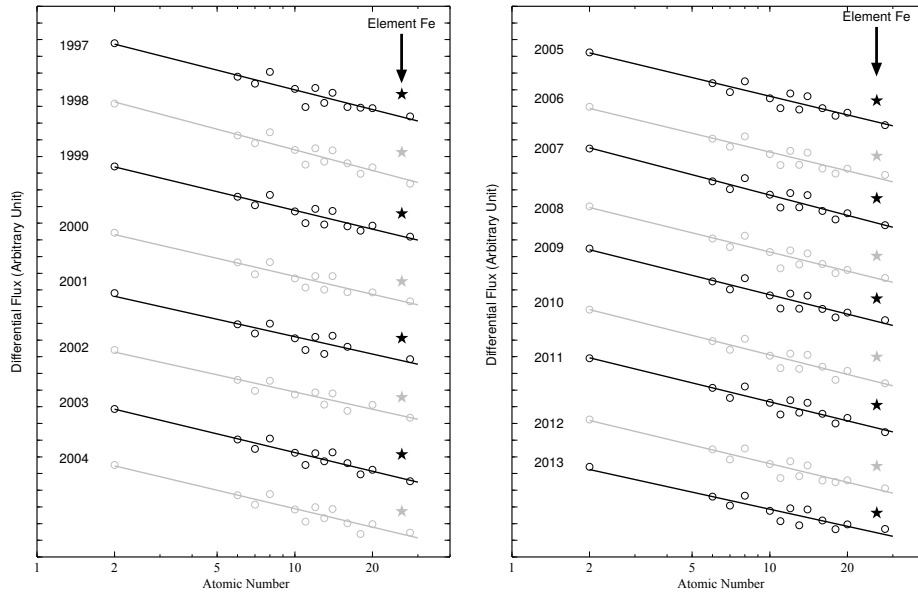 Element Fe
1997
1998
1999
2000
2001
2002
2003
2004
Differential Flux (Arbitrary Unit)
1 2 10 20
Atomic Number
Element Fe
2005
2006
2007
2008
2009
2010
2011
2012
2013
Differential Flux (Arbitrary Unit)
1 2 10 20
Atomic Number